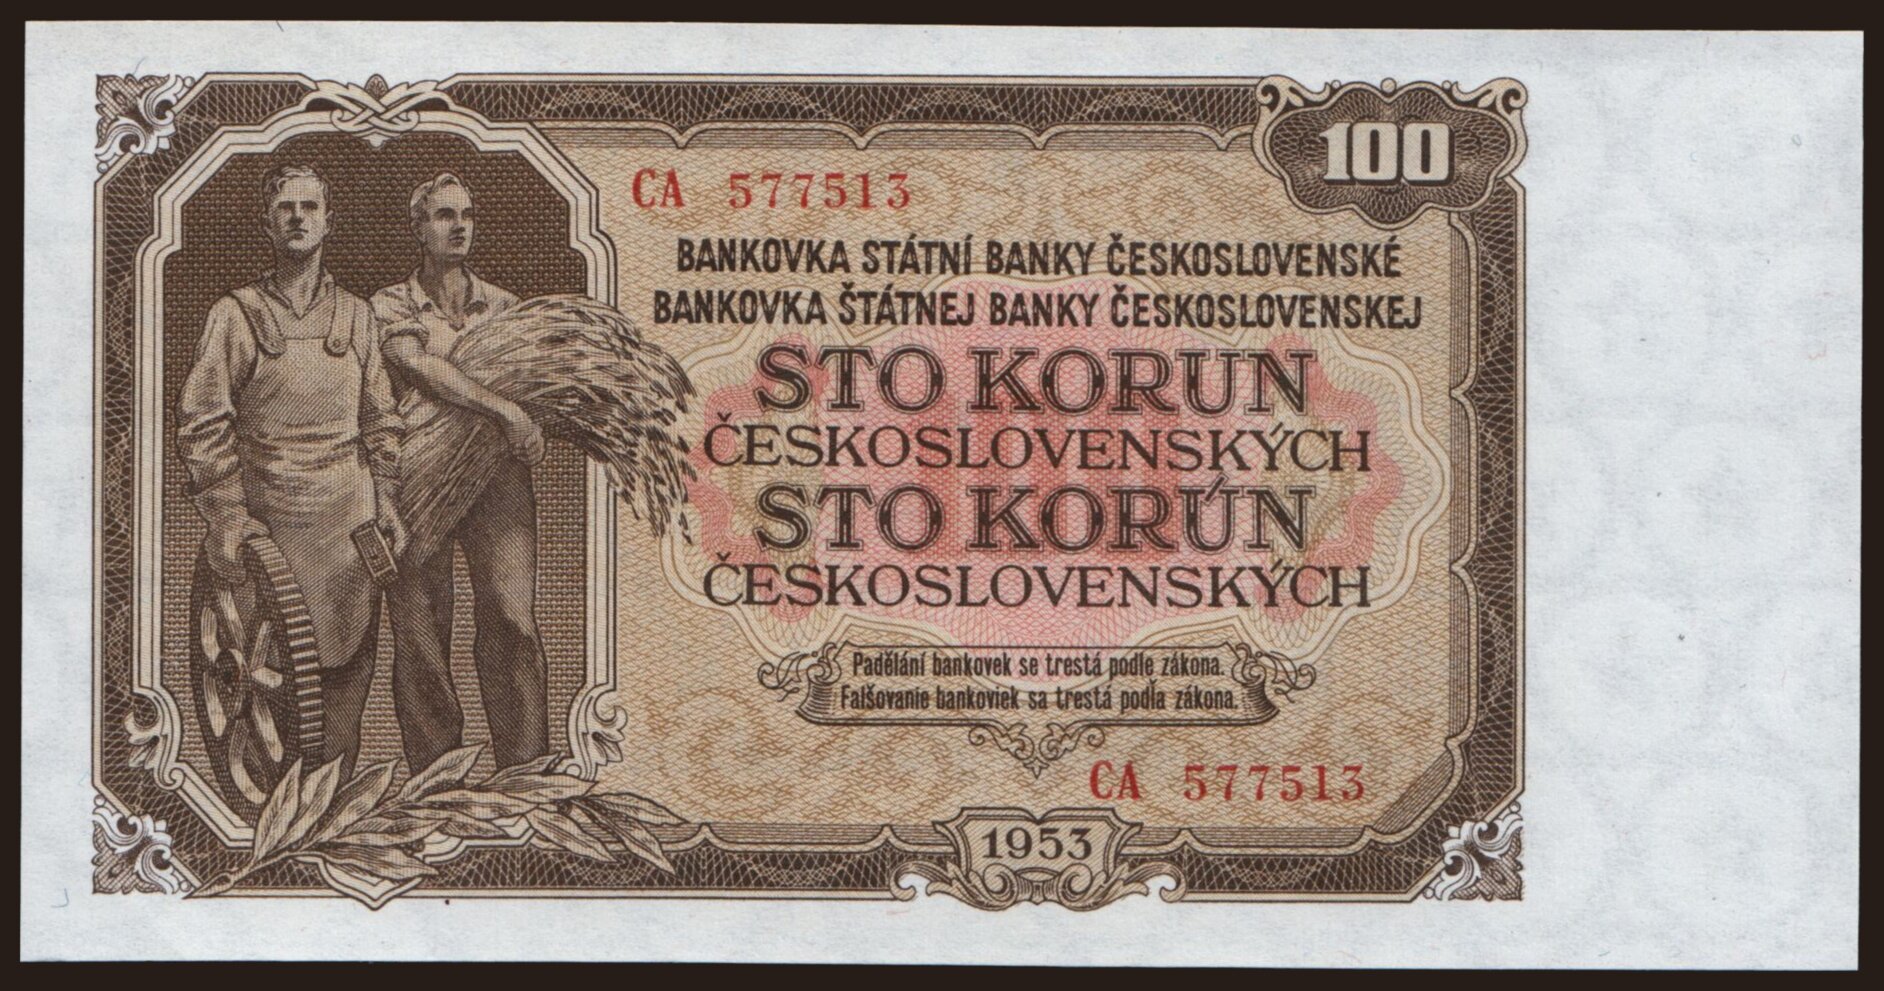 100
CA 577513
BANKOVKA STÁTNÍ BANKY ČESKOSLOVENSKÉ
BANKOVKA ŠTÁTNEJ BANKY ČESKOSLOVENSKEJ
STO KORUN
ČESKOSLOVENSKÝCH
STO KORÚN
ČESKOSLOVENSKÝCH
Padělání bankovek se trestá podle zákona.
Falšovanie bankoviek sa trestá podľa zákona.
CA 577513
1953